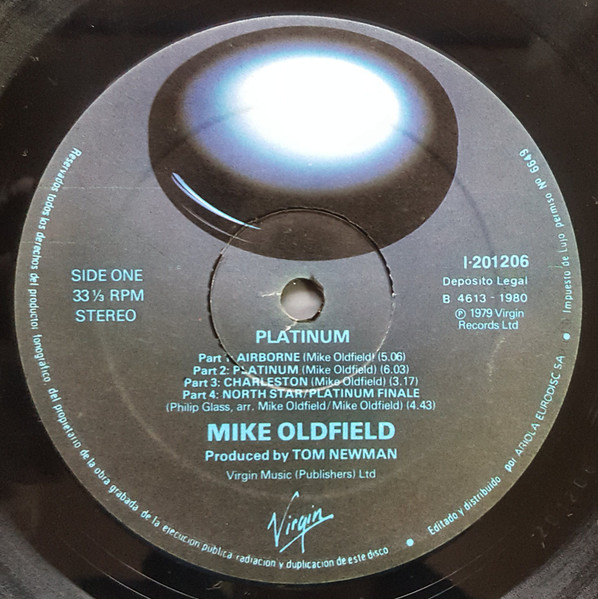 SIDE ONE
33 ⅓ RPM
STEREO
I-201206
Deposito Legal
B 4613 - 1980
℗ 1979 Virgin
Records Ltd
PLATINUM
Part 1: AIRBORNE (Mike Oldfield) (5.06)
Part 2: PLATINUM (Mike Oldfield) (6.03)
Part 3: CHARLESTON (Mike Oldfield) (3.17)
Part 4: NORTH STAR/PLATINUM FINALE
(Philip Glass, arr. Mike Oldfield/Mike Oldfield) (4.43)
MIKE OLDFIELD
Produced by TOM NEWMAN
Virgin Music (Publishers) Ltd
Virgin
Reservados todos los derechos del productor fonográfico, del propietario de la obra grabada, de la ejecución pública radiación y duplicación de este disco • Editado y distribuido por ARIOLA EURODISC SA • Impuesto de Lujo permiso Nº 6649